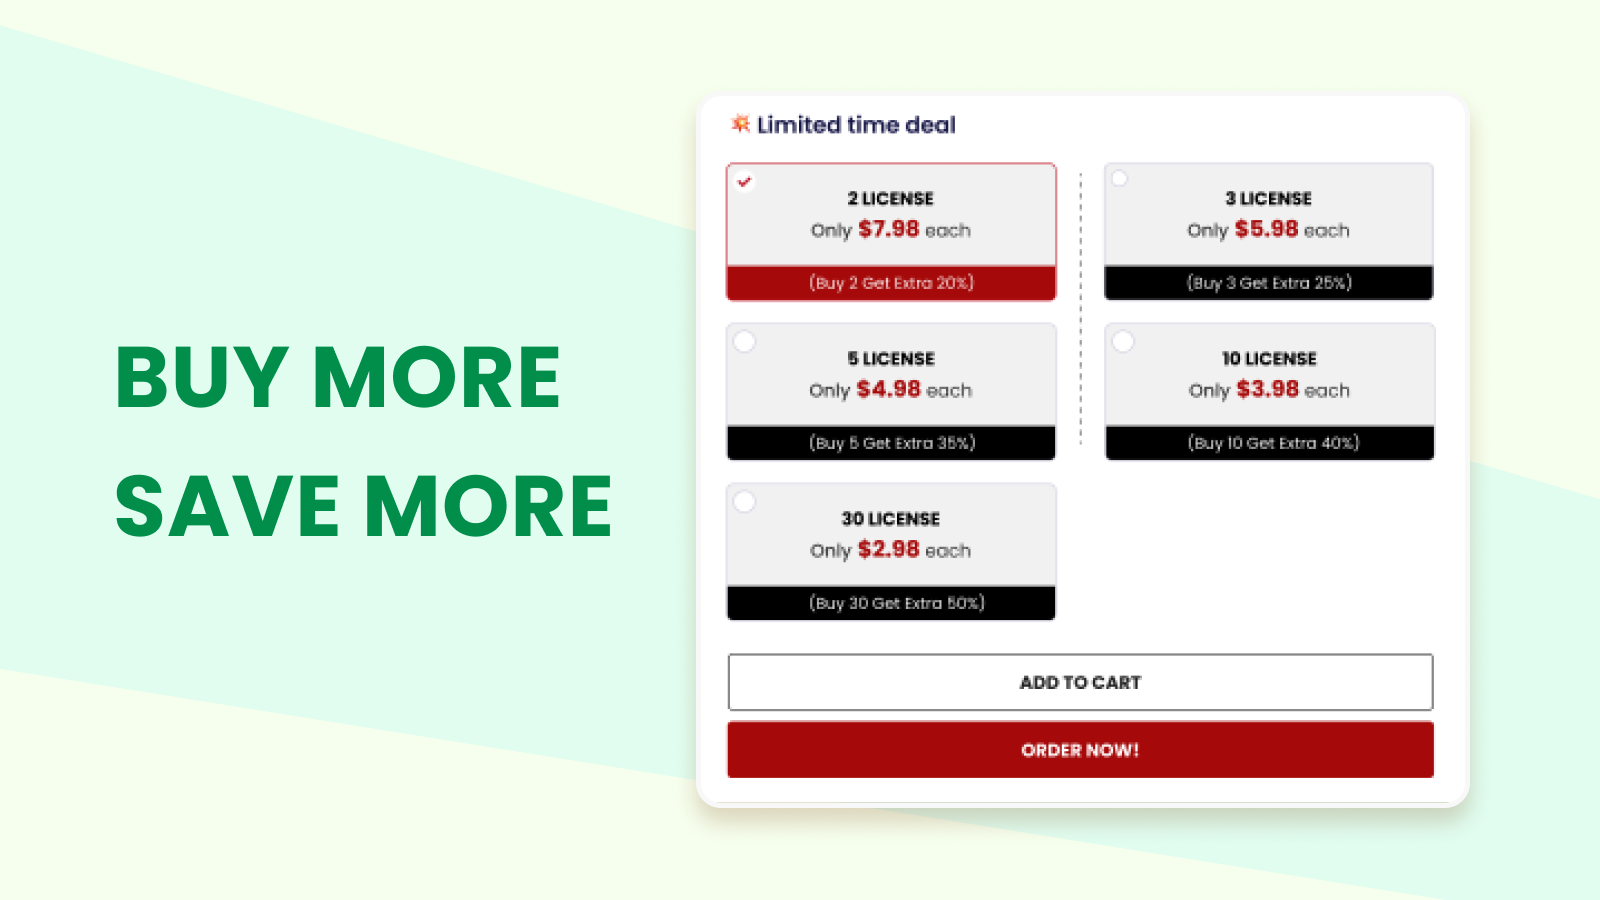 BUY MORE
SAVE MORE
💥 Limited time deal
2 LICENSE
Only $7.98 each
(Buy 2 Get Extra 20%)
3 LICENSE
Only $5.98 each
(Buy 3 Get Extra 25%)
5 LICENSE
Only $4.98 each
(Buy 5 Get Extra 35%)
10 LICENSE
Only $3.98 each
(Buy 10 Get Extra 40%)
30 LICENSE
Only $2.98 each
(Buy 30 Get Extra 50%)
ADD TO CART
ORDER NOW!